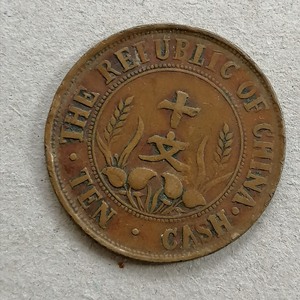 THE REPUBLIC OF CHINA
十
文
TEN CASH